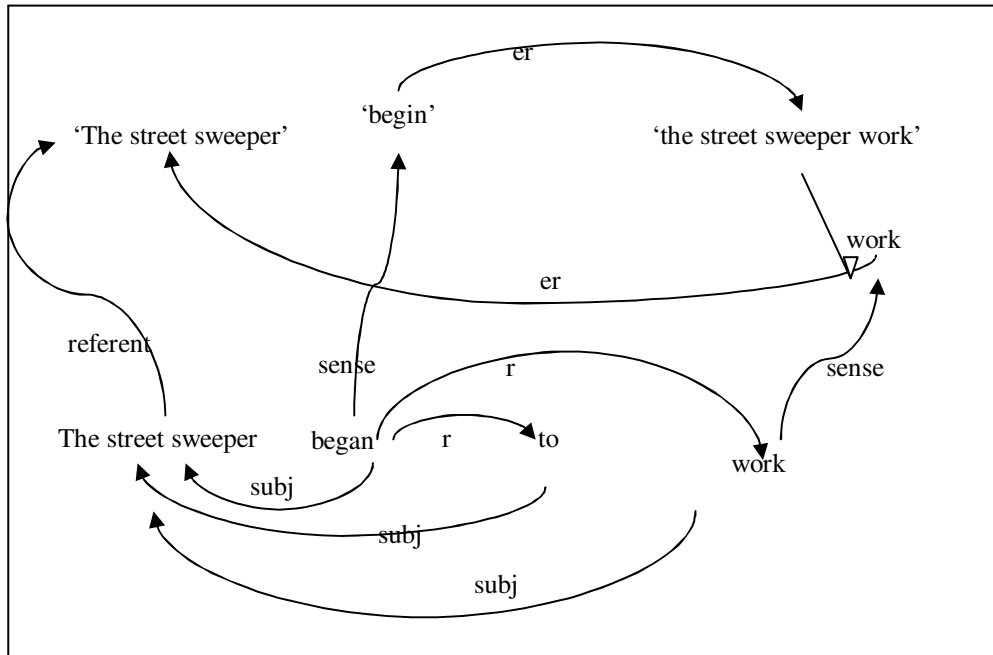 er
‘begin’
‘The street sweeper’ ‘the street sweeper work’
work
er
referent
sense r sense
The street sweeper began r to
work
subj
subj
subj